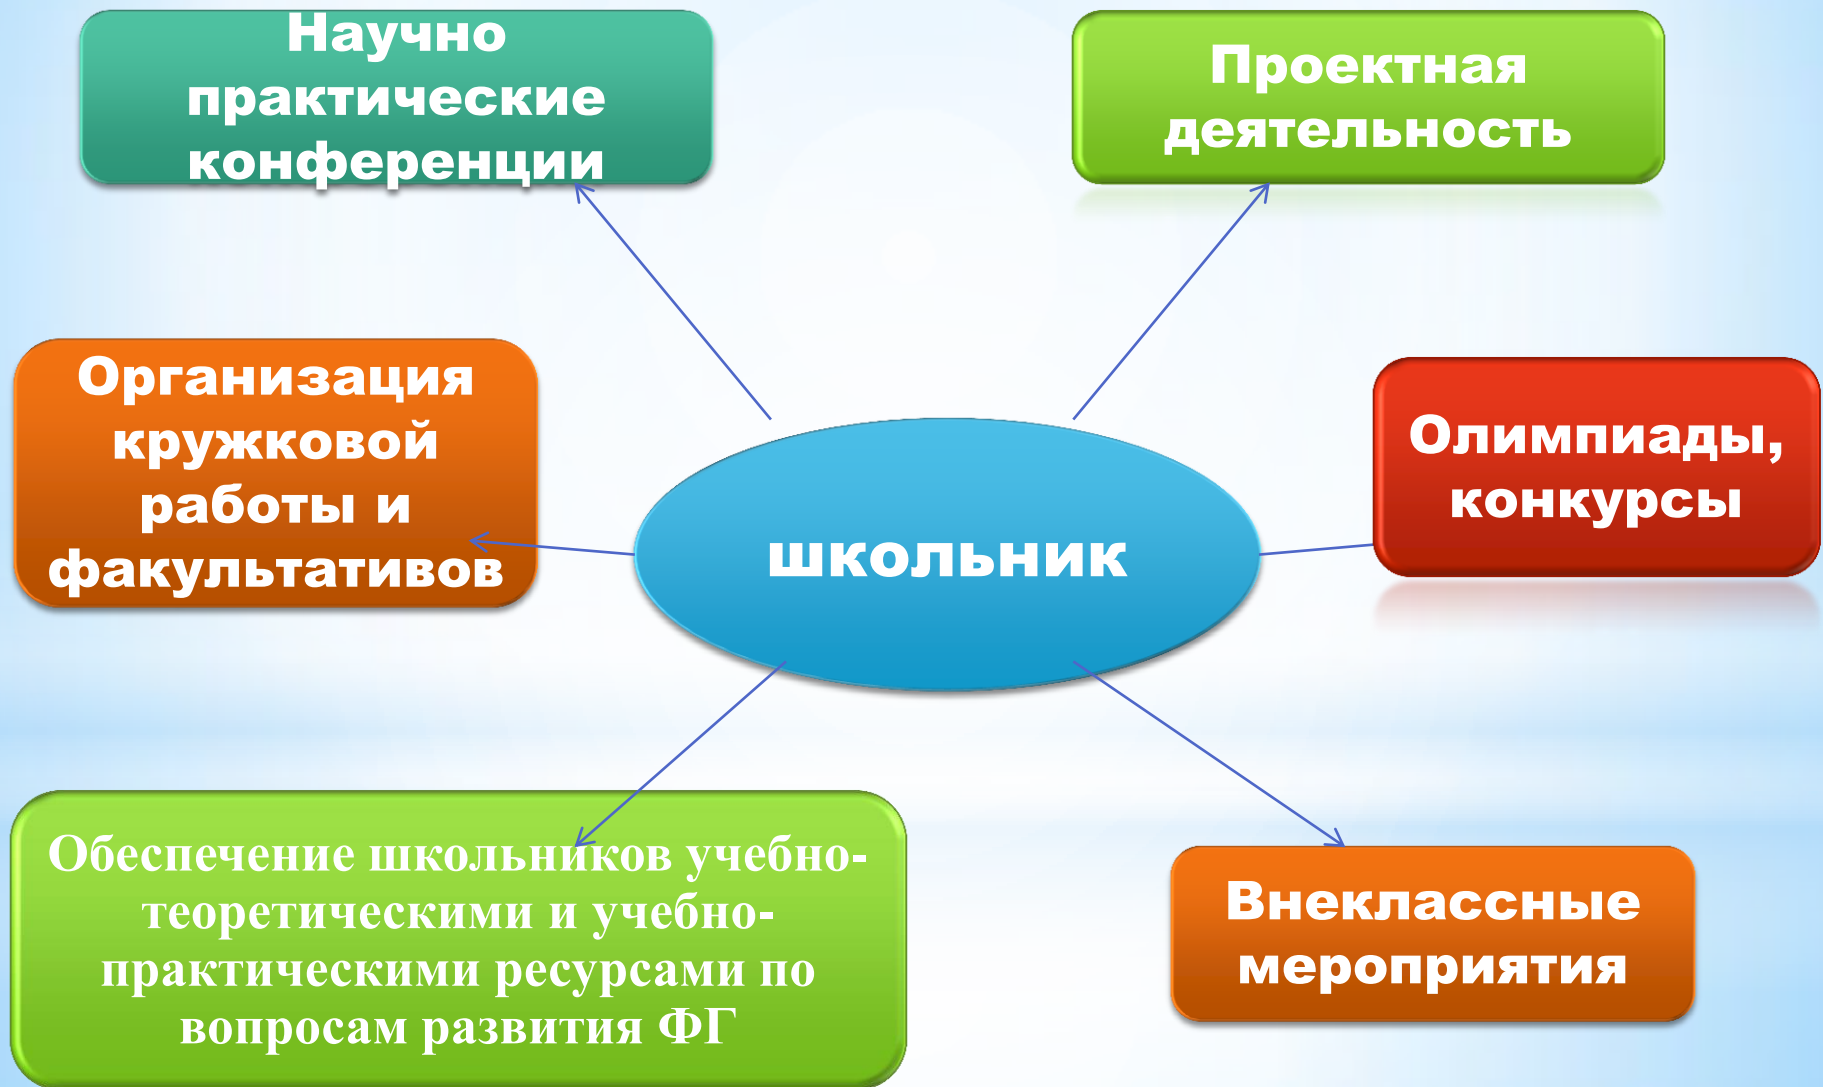 Научно
практические
конференции
Проектная
деятельность
Организация
кружковой
работы и
факультативов
Олимпиады,
конкурсы
школьник
Обеспечение школьников учебно-
теоретическими и учебно-
практическими ресурсами по
вопросам развития ФГ
Внеклассные
мероприятия